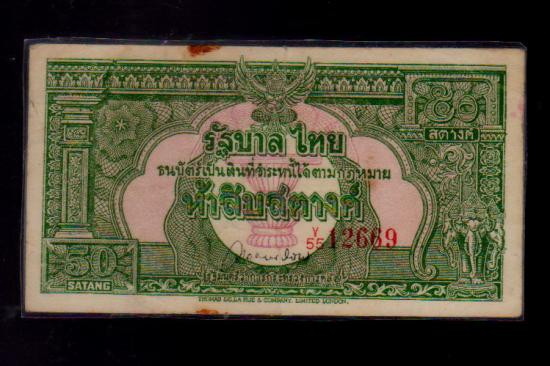 ๕๐
สตางค์
รัฐบาลไทย
ธนบัตร์เป็นเงินที่ชำระหนี้ได้ตามกฎหมาย
ห้าสิบสตางค์
Y/55 12669
50
SATANG
THOMAS DE LA RUE & COMPANY, LIMITED LONDON.